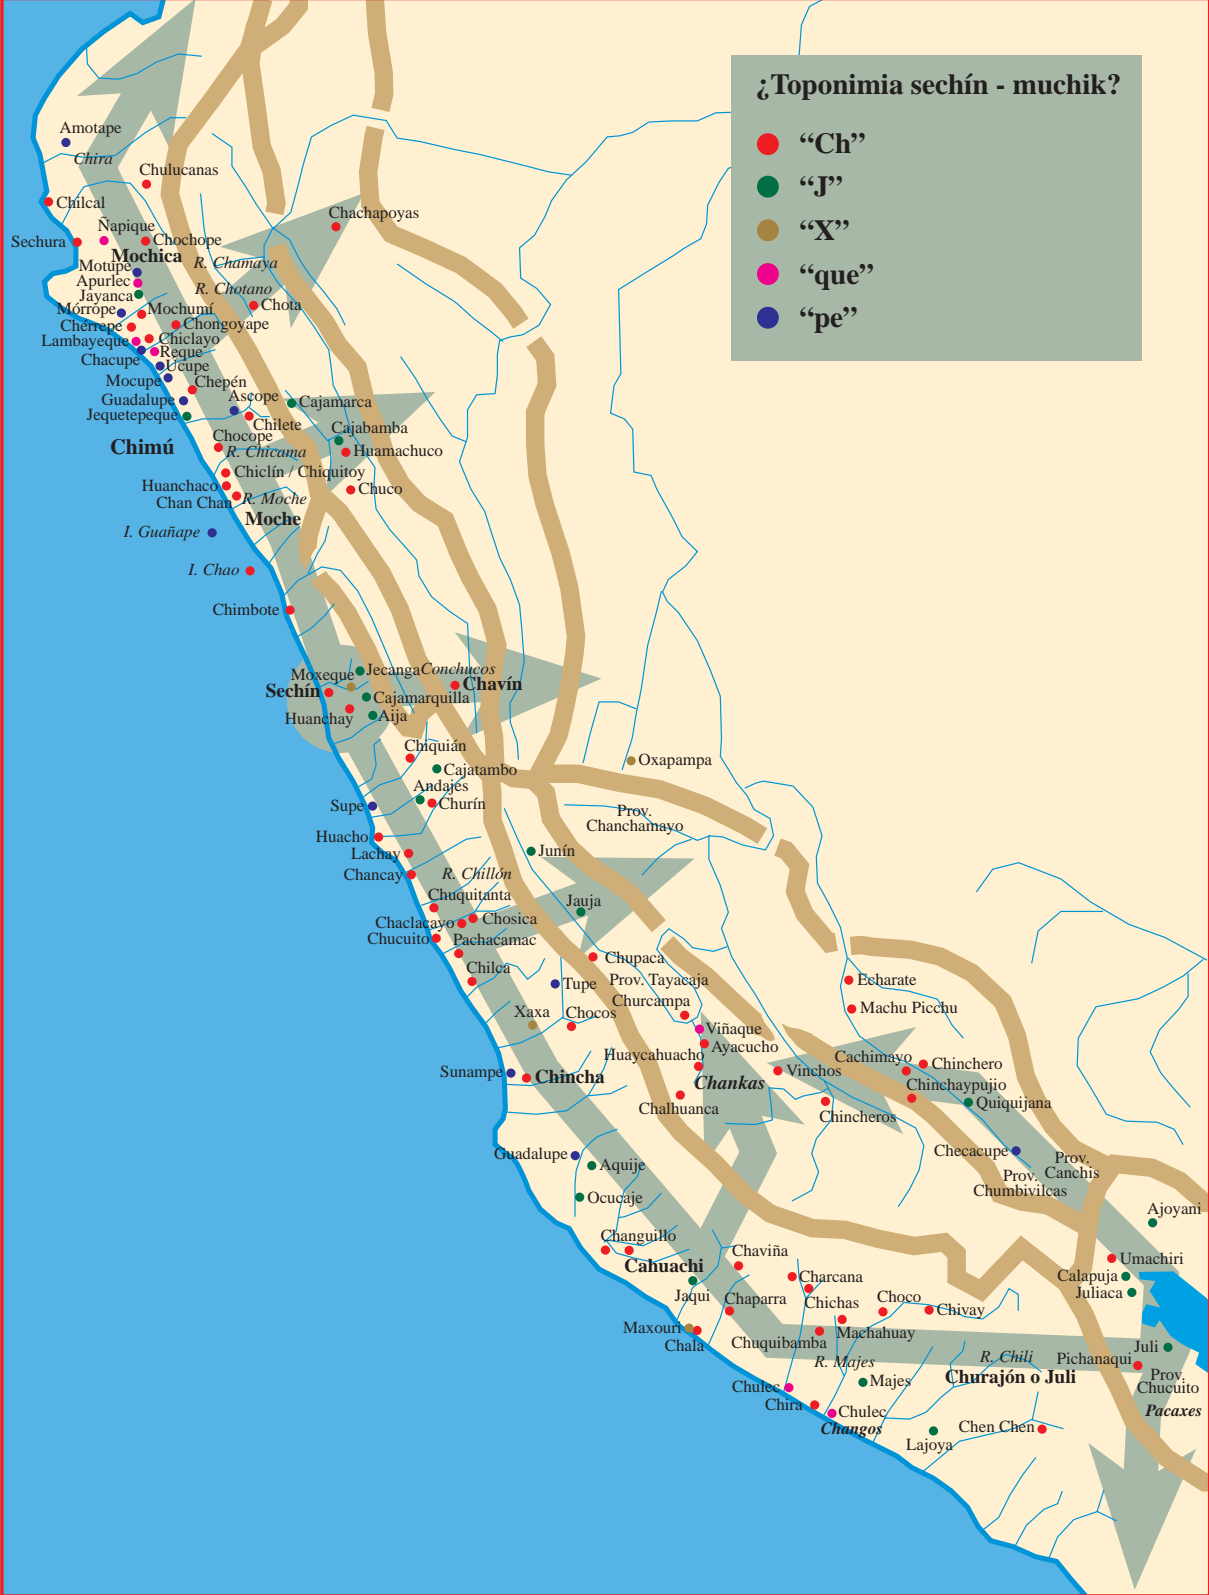 ¿Toponimia sechín - muchik?
“Ch”
“J”
“X”
“que”
“pe”
Amotape
Chira
Chulucanas
Chilcal
Chachapoyas
Ñapique
Sechura
Chochope
Mochica
Motupe
R. Chamaya
Apurlec
Jayanca
R. Chotano
Mórrope
Mochumí
Chota
Chérrepe
Chongoyape
Lambayeque
Chiclayo
Chacupe
Reque
Úcupe
Mocupe
Chepén
Guadalupe
Ascope
Cajamarca
Jequetepeque
Chilete
Chocope
Cajabamba
Chimú
R. Chicama
Huamachuco
Chiclín / Chiquitoy
Huanchaco
Chuco
Chan Chan
R. Moche
Moche
I. Guañape
I. Chao
Chimbote
Moxeque
Jecanga
Conchucos
Sechín
Chavín
Cajamarquilla
Huanchay
Aija
Chiquián
Cajatambo
Oxapampa
Andajes
Supe
Churín
Prov.
Chanchamayo
Huacho
Lachay
Junín
Chancay
R. Chillón
Chuquitanta
Jauja
Chaclacayo
Chosica
Chucuito
Pachacamac
Chilca
Chupaca
Tupe
Prov. Tayacaja
Echarate
Xaxa
Chocos
Churcampa
Machu Picchu
Viñaque
Ayacucho
Huaycahuacho
Cachimayo
Chinchero
Sunampe
Chincha
Chankas
Vinchos
Chinchaypujio
Chalhuanca
Chincheros
Quiquijana
Guadalupe
Aquije
Checacupe
Prov.
Canchis
Prov.
Chumbivilcas
Ocucaje
Ajoyani
Changuillo
Chaviña
Umachiri
Cahuachi
Charcana
Calapuja
Jaqui
Chaparra
Chichas
Choco
Chivay
Juliaca
Maxouri
Chala
Chuquibamba
Machahuay
Juli
R. Majes
R. Chili
Pichanaqui
Churajón o Juli
Prov.
Chucuito
Chulec
Majes
Chira
Chulec
Pacaxes
Changos
Chen Chen
Lajoya